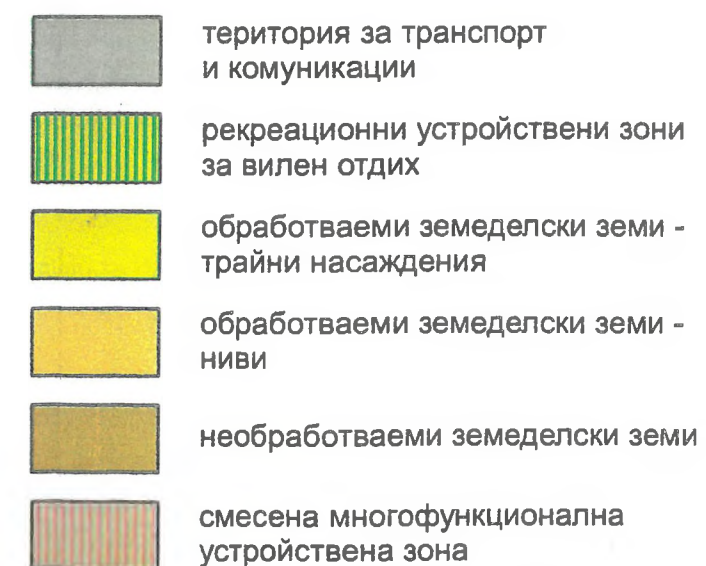 територия за транспорт
и комуникации
рекреационни устройствени зони
за вилен отдих
обработваеми земеделски земи -
трайни насаждения
обработваеми земеделски земи -
ниви
необработваеми земеделски земи
смесена многофункционална
устройствена зона